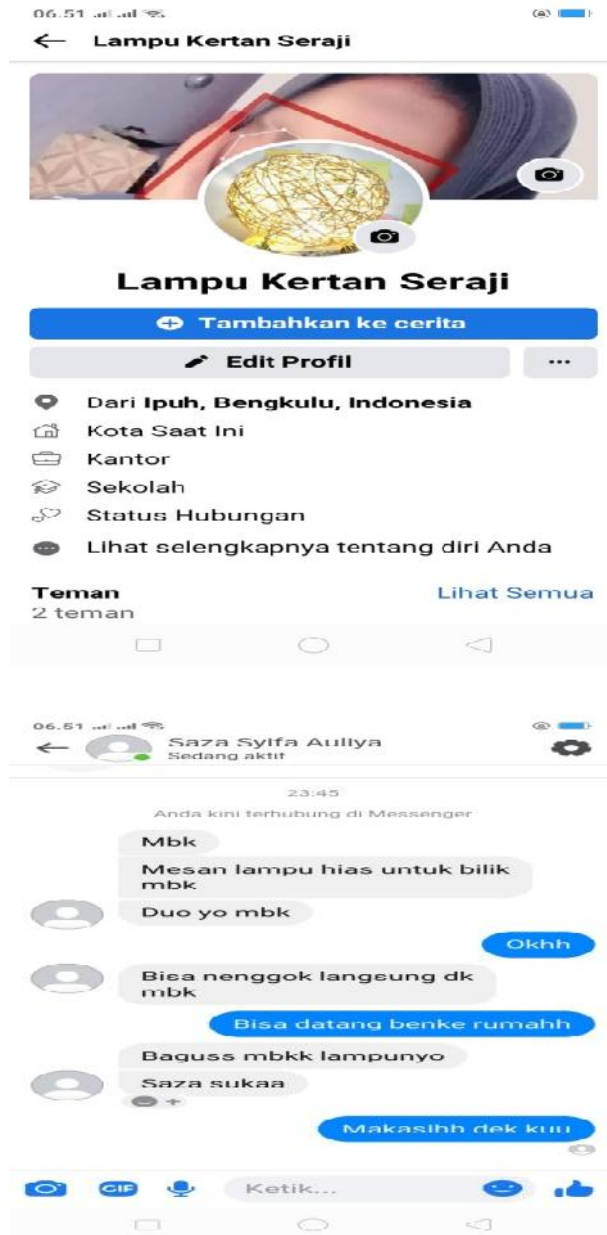 06.51
Lampu Kertan Seraji
Lampu Kertan Seraji
Tambahkan ke cerita
Edit Profil
Dari Ipuh, Bengkulu, Indonesia
Kota Saat Ini
Kantor
Sekolah
Status Hubungan
Lihat selengkapnya tentang diri Anda
Teman
Lihat Semua
2 teman
06.51
Saza Syifa Auliya
Sedang aktif
23:45
Anda kini terhubung di Messenger
Mbk
Mesan lampu hias untuk bilik
mbk
Duo yo mbk
Okhh
Bisa nenggok langsung dk
mbk
Bisa datang benke rumahh
Baguss mbkk lampunyo
Saza sukaa
Makasihh dek kuu
GIF
Ketik...